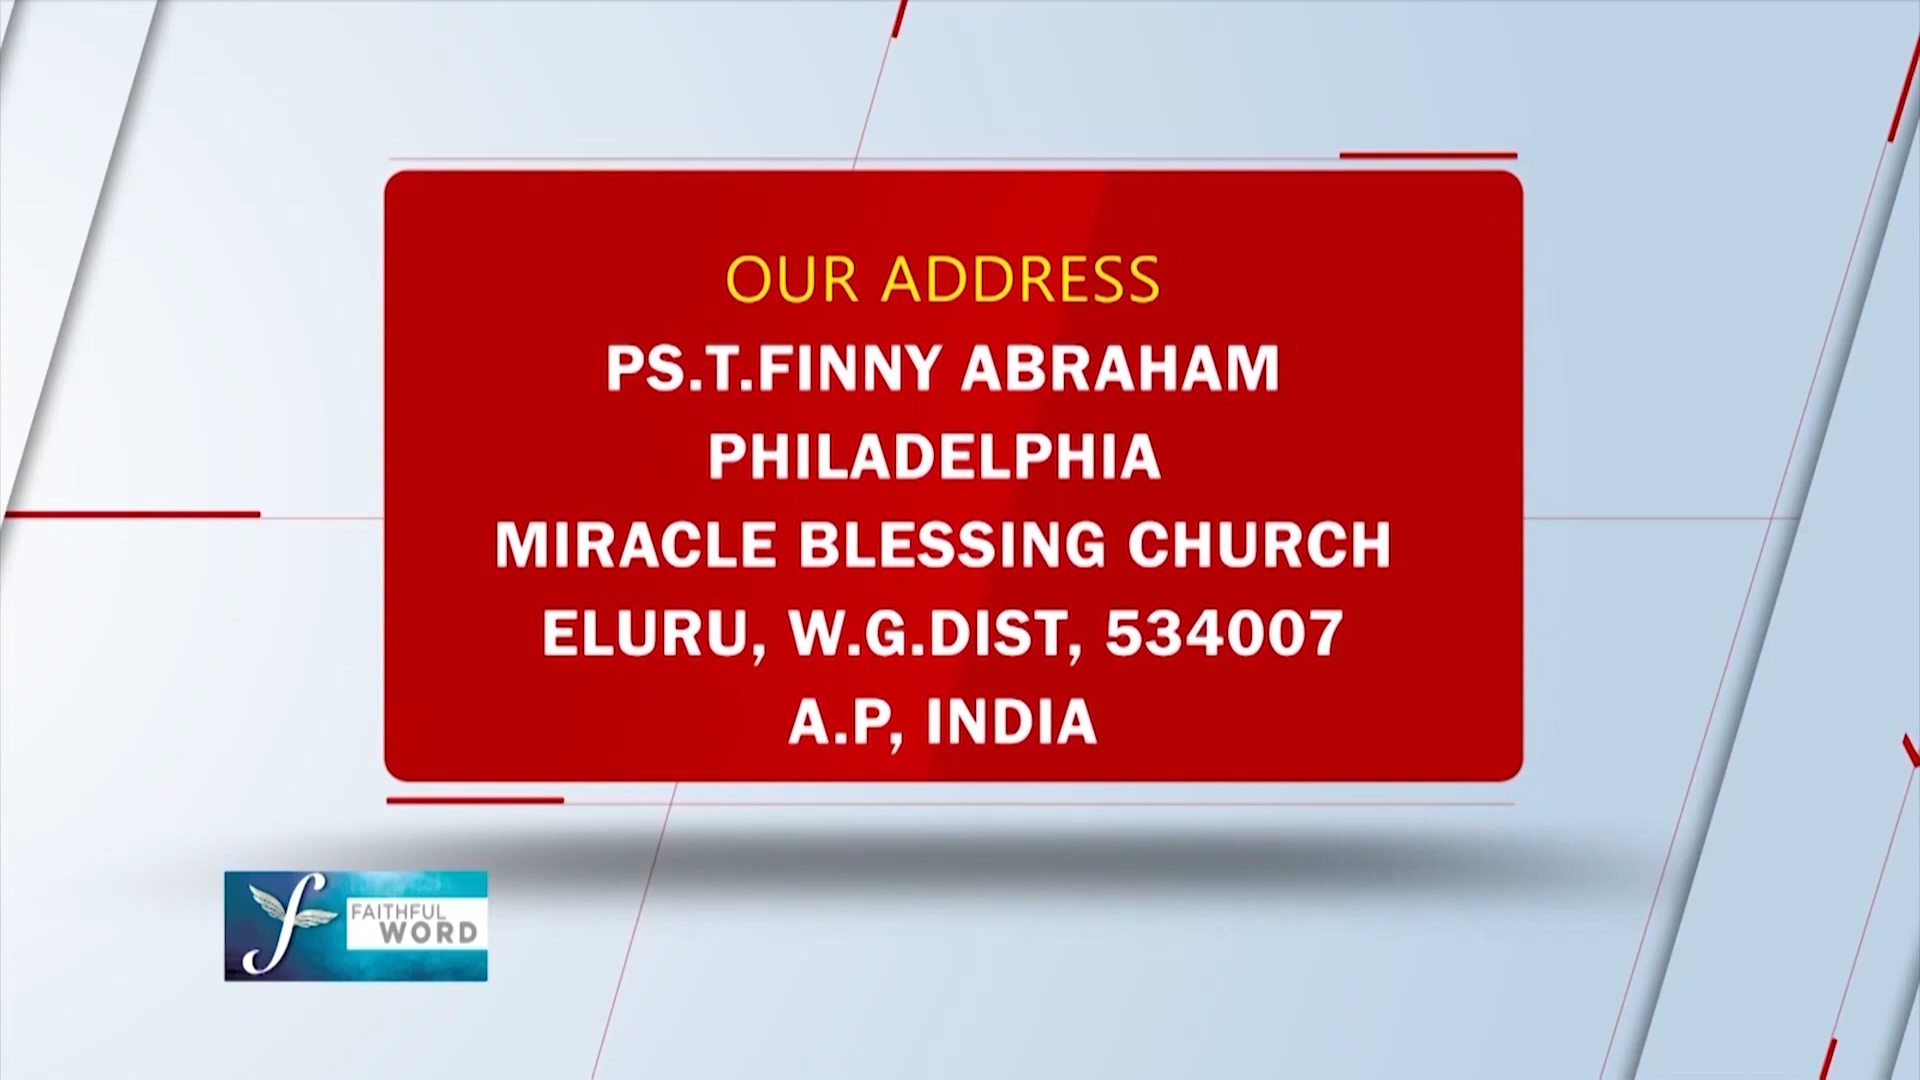 OUR ADDRESS
PS.T.FINNY ABRAHAM
PHILADELPHIA
MIRACLE BLESSING CHURCH
ELURU, W.G.DIST, 534007
A.P, INDIA
f FAITHFUL
WORD